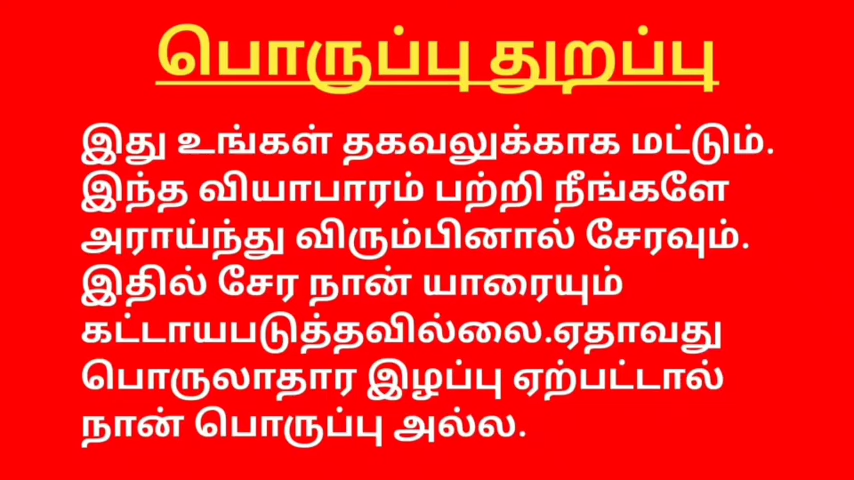 பொருப்பு துறப்பு
இது உங்கள் தகவலுக்காக மட்டும்.
இந்த வியாபாரம் பற்றி நீங்களே
அராய்ந்து விரும்பினால் சேரவும்.
இதில் சேர நான் யாரையும்
கட்டாயபடுத்தவில்லை.ஏதாவது
பொருலாதார இழப்பு ஏற்பட்டால்
நான் பொருப்பு அல்ல.